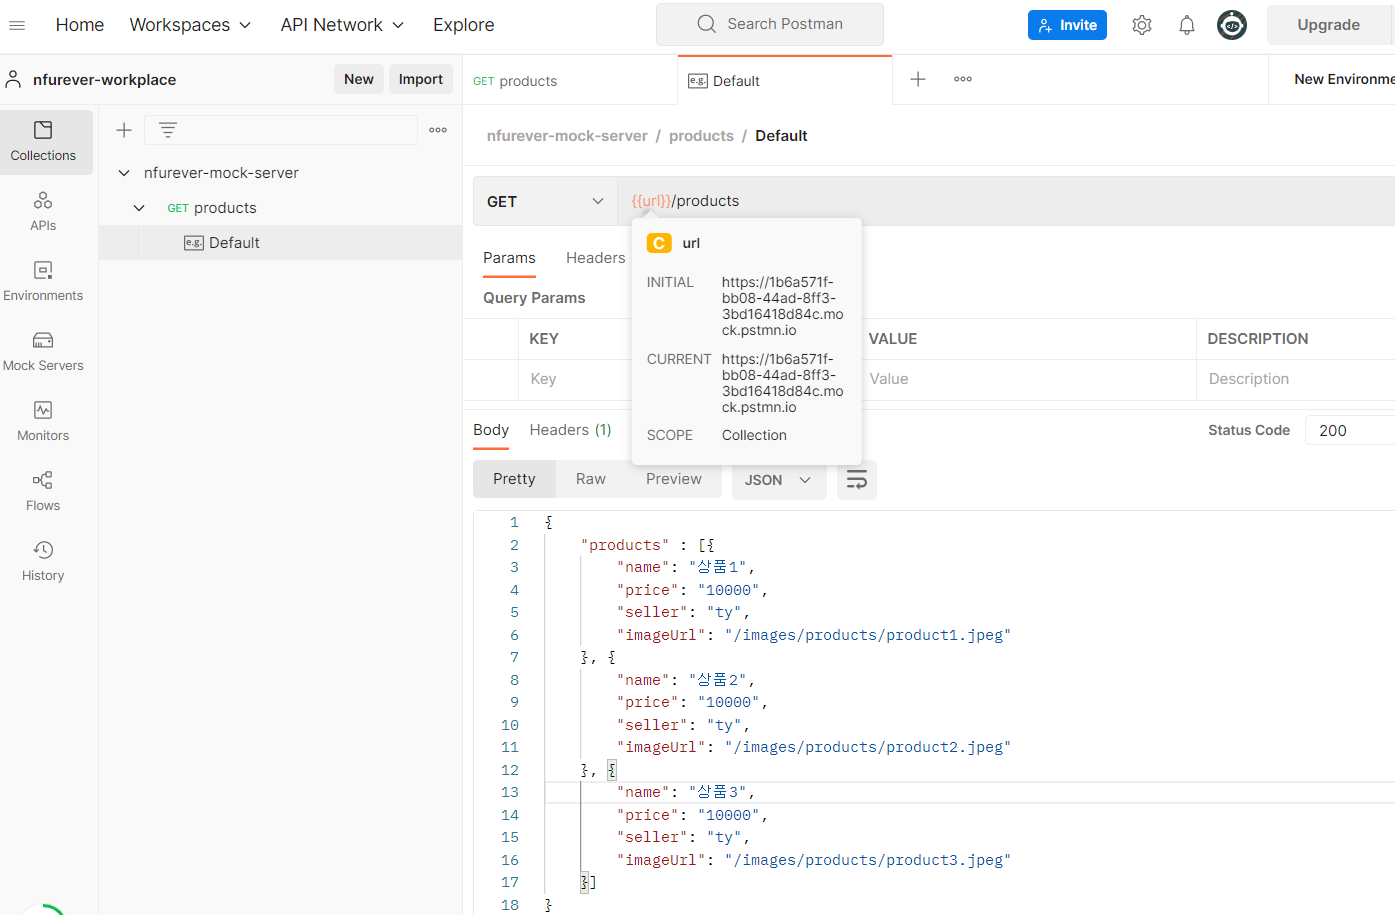 Home Workspaces API Network Explore Search Postman Invite Upgrade
nfurever-workplace New Import GET products e.g. Default New Environme
nfurever-mock-server / products / Default
Collections
nfurever-mock-server
GET products
e.g. Default
APIs
Environments
Mock Servers
Monitors
Flows
History
GET {{url}}/products
C url
INITIAL https://1b6a571f-
bb08-44ad-8ff3-
3bd16418d84c.mo
ck.pstmn.io
CURRENT https://1b6a571f-
bb08-44ad-8ff3-
3bd16418d84c.mo
ck.pstmn.io
SCOPE Collection
Params Headers
Query Params
KEY VALUE DESCRIPTION
Key Value Description
Body Headers (1) Status Code 200
Pretty Raw Preview JSON
1 {
2 "products" : [{
3 "name": "상품1",
4 "price": "10000",
5 "seller": "ty",
6 "imageUrl": "/images/products/product1.jpeg"
7 }, {
8 "name": "상품2",
9 "price": "10000",
10 "seller": "ty",
11 "imageUrl": "/images/products/product2.jpeg"
12 }, {
13 "name": "상품3",
14 "price": "10000",
15 "seller": "ty",
16 "imageUrl": "/images/products/product3.jpeg"
17 }]
18 }